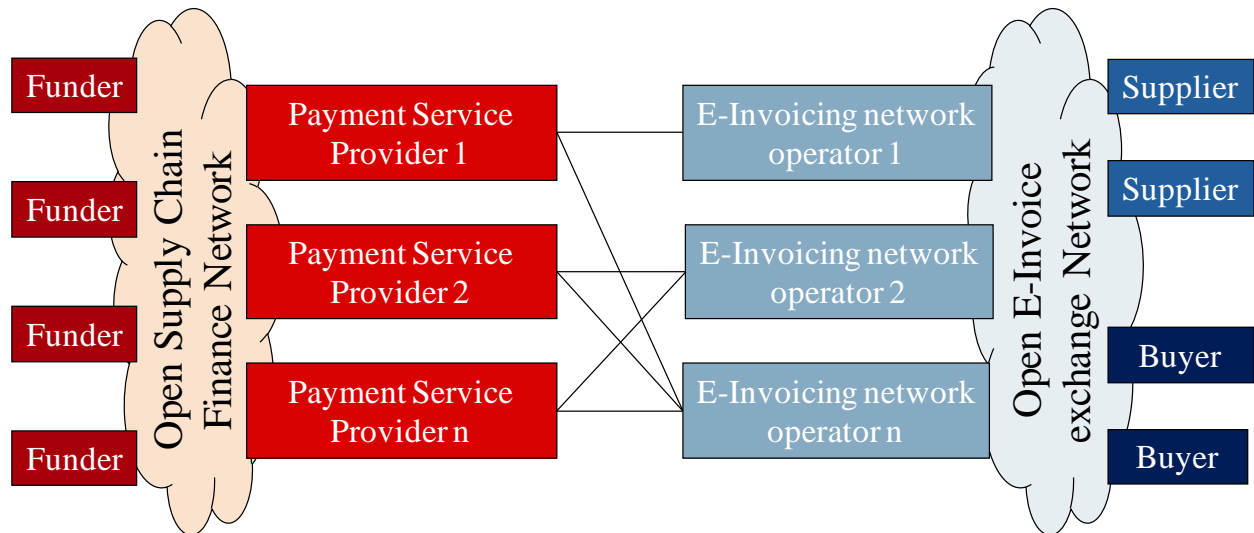 Funder
Funder
Funder
Funder
Open Supply Chain
Finance Network
Payment Service
Provider 1
Payment Service
Provider 2
Payment Service
Provider n
E-Invoicing network
operator 1
E-Invoicing network
operator 2
E-Invoicing network
operator n
Open E-Invoice
exchange Network
Supplier
Supplier
Buyer
Buyer